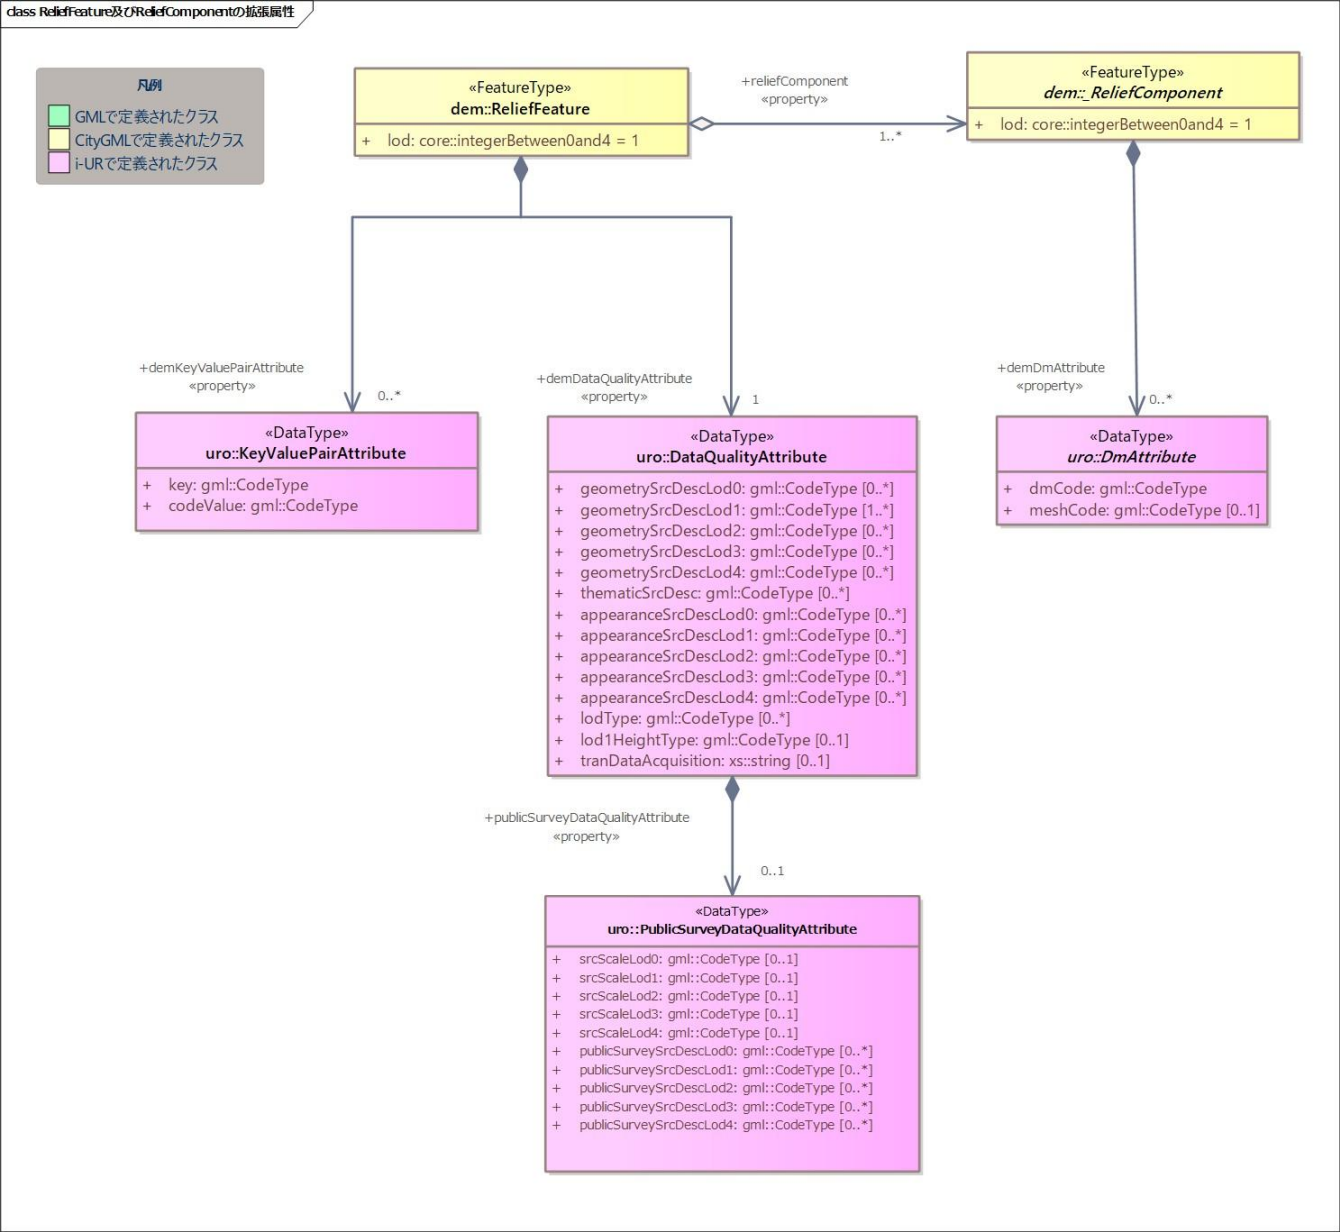 class ReliefFeature及びReliefComponentの拡張属性
凡例
GMLで定義されたクラス
CityGMLで定義されたクラス
i-URで定義されたクラス
«FeatureType»
dem::ReliefFeature
+ lod: core::integerBetween0and4 = 1
+reliefComponent
«property»
1..*
«FeatureType»
dem::_ReliefComponent
+ lod: core::integerBetween0and4 = 1
+demKeyValuePairAttribute
«property»
0..*
+demDataQualityAttribute
«property»
1
+demDmAttribute
«property»
0..*
«DataType»
uro::KeyValuePairAttribute
+ key: gml::CodeType
+ codeValue: gml::CodeType
«DataType»
uro::DataQualityAttribute
+ geometrySrcDescLod0: gml::CodeType [0..*]
+ geometrySrcDescLod1: gml::CodeType [1..*]
+ geometrySrcDescLod2: gml::CodeType [0..*]
+ geometrySrcDescLod3: gml::CodeType [0..*]
+ geometrySrcDescLod4: gml::CodeType [0..*]
+ thematicSrcDesc: gml::CodeType [0..*]
+ appearanceSrcDescLod0: gml::CodeType [0..*]
+ appearanceSrcDescLod1: gml::CodeType [0..*]
+ appearanceSrcDescLod2: gml::CodeType [0..*]
+ appearanceSrcDescLod3: gml::CodeType [0..*]
+ appearanceSrcDescLod4: gml::CodeType [0..*]
+ lodType: gml::CodeType [0..*]
+ lod1HeightType: gml::CodeType [0..1]
+ tranDataAcquisition: xs::string [0..1]
«DataType»
uro::DmAttribute
+ dmCode: gml::CodeType
+ meshCode: gml::CodeType [0..1]
+publicSurveyDataQualityAttribute
«property»
0..1
«DataType»
uro::PublicSurveyDataQualityAttribute
+ srcScaleLod0: gml::CodeType [0..1]
+ srcScaleLod1: gml::CodeType [0..1]
+ srcScaleLod2: gml::CodeType [0..1]
+ srcScaleLod3: gml::CodeType [0..1]
+ srcScaleLod4: gml::CodeType [0..1]
+ publicSurveySrcDescLod0: gml::CodeType [0..*]
+ publicSurveySrcDescLod1: gml::CodeType [0..*]
+ publicSurveySrcDescLod2: gml::CodeType [0..*]
+ publicSurveySrcDescLod3: gml::CodeType [0..*]
+ publicSurveySrcDescLod4: gml::CodeType [0..*]